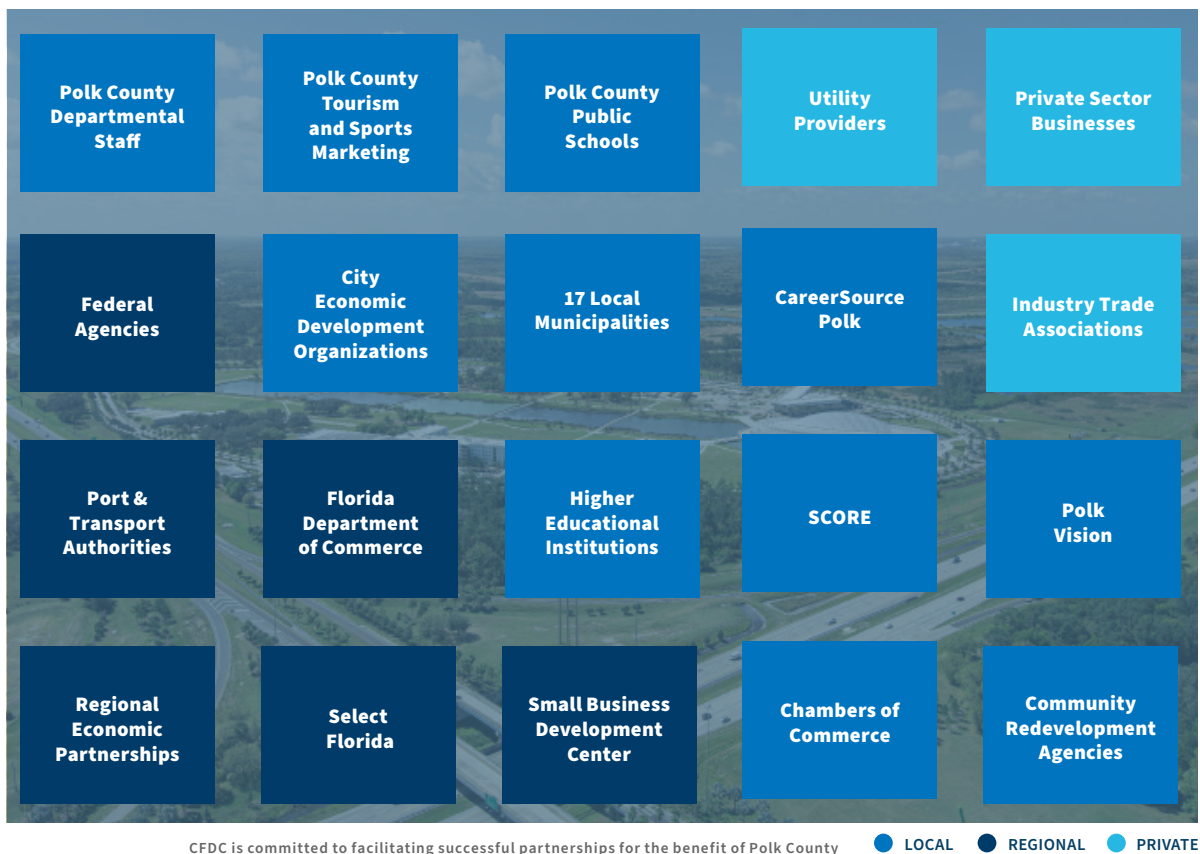 Polk County
Departmental
Staff
Polk County
Tourism
and Sports
Marketing
Polk County
Public
Schools
Utility
Providers
Private Sector
Businesses
Federal
Agencies
City
Economic
Development
Organizations
17 Local
Municipalities
CareerSource
Polk
Industry Trade
Associations
Port &
Transport
Authorities
Florida
Department
of Commerce
Higher
Educational
Institutions
SCORE
Polk
Vision
Regional
Economic
Partnerships
Select
Florida
Small Business
Development
Center
Chambers of
Commerce
Community
Redevelopment
Agencies
CFDC is committed to facilitating successful partnerships for the benefit of Polk County
LOCAL
REGIONAL
PRIVATE